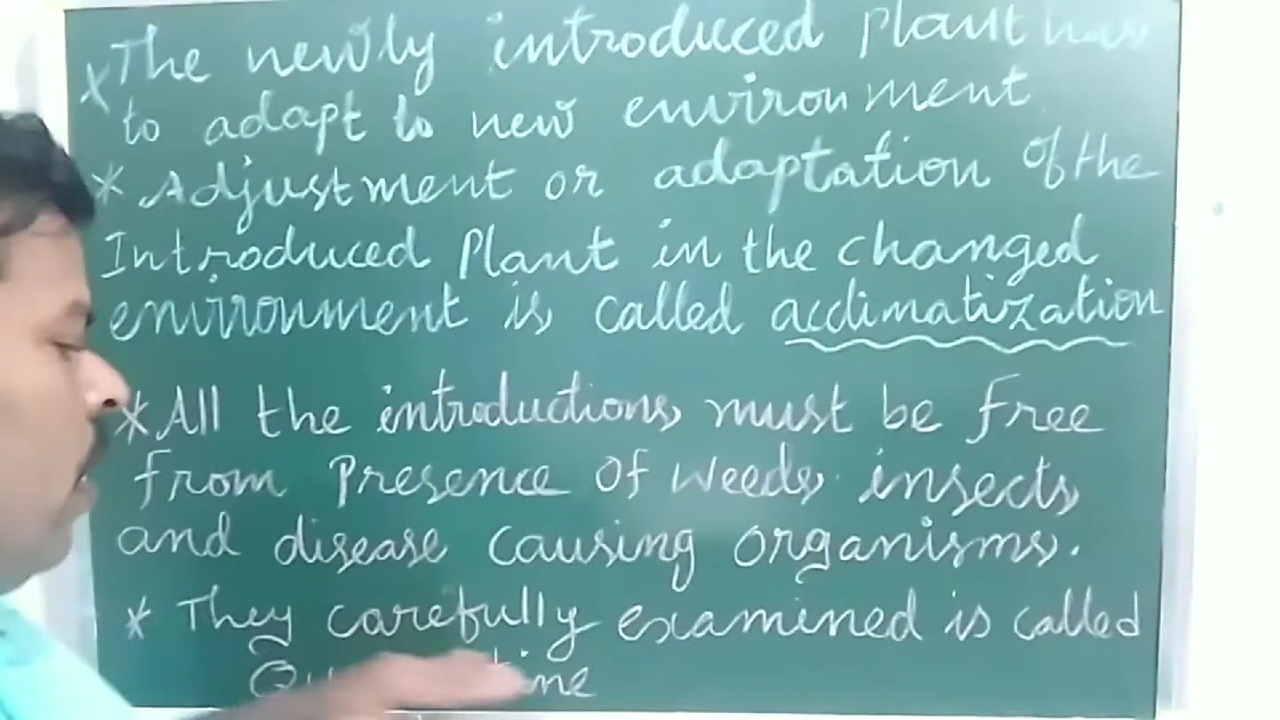 * The newly introduced plant has
to adapt to new environment
* Adjustment or adaptation of the
Introduced Plant in the changed
environment is called acclimatization
* All the introductions must be free
from Presence of weeds, insects
and disease causing organisms.
* They carefully examined is called